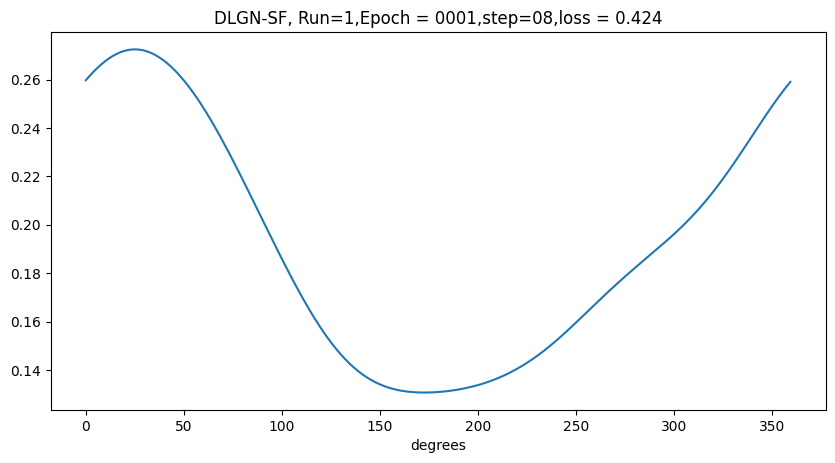 DLGN-SF, Run=1,Epoch = 0001,step=08,loss = 0.424
0.26
0.24
0.22
0.20
0.18
0.16
0.14
0 50 100 150 200 250 300 350
degrees